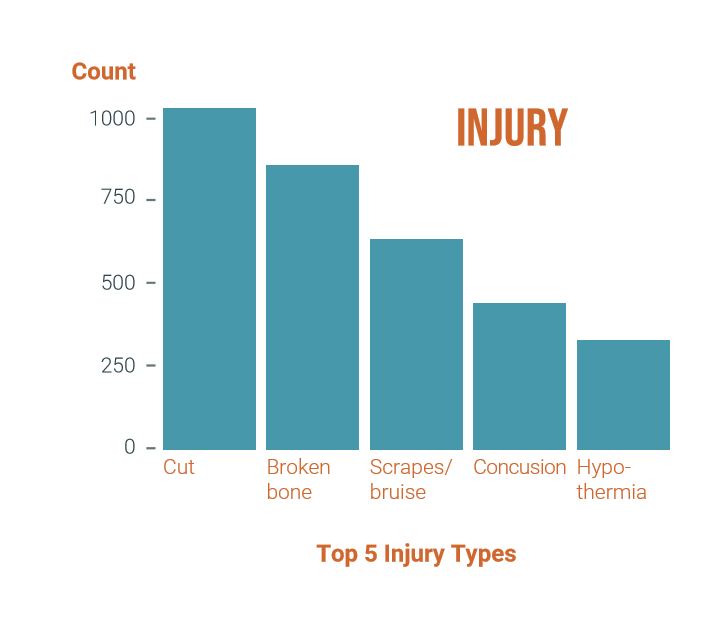 Count
INJURY
1000
750
500
250
0
Cut
Broken
bone
Scrapes/
bruise
Concusion
Hypo-
thermia
Top 5 Injury Types